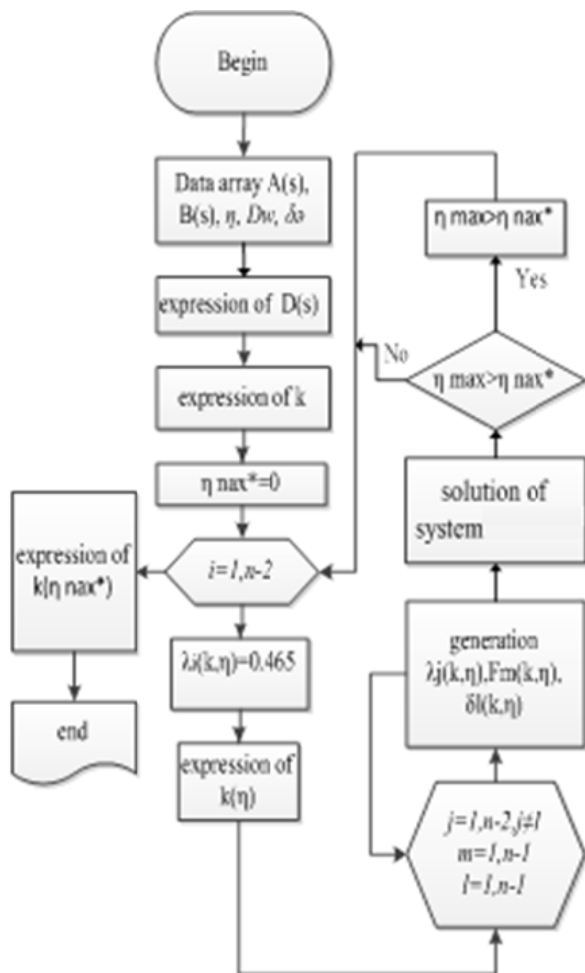 Begin
Data array A(s),
B(s), η, Dw, δə
expression of D(s)
expression of k
η nax*=0
i=1,n-2
expression of
k(η nax*)
end
λi(k,η)=0.465
expression of
k(η)
j=1,n-2,j≠1
m=1,n-1
l=1,n-1
generation
λj(k,η),Fm(k,η),
δl(k,η)
solution of
system
η max>η nax*
No
Yes
η max>η nax*